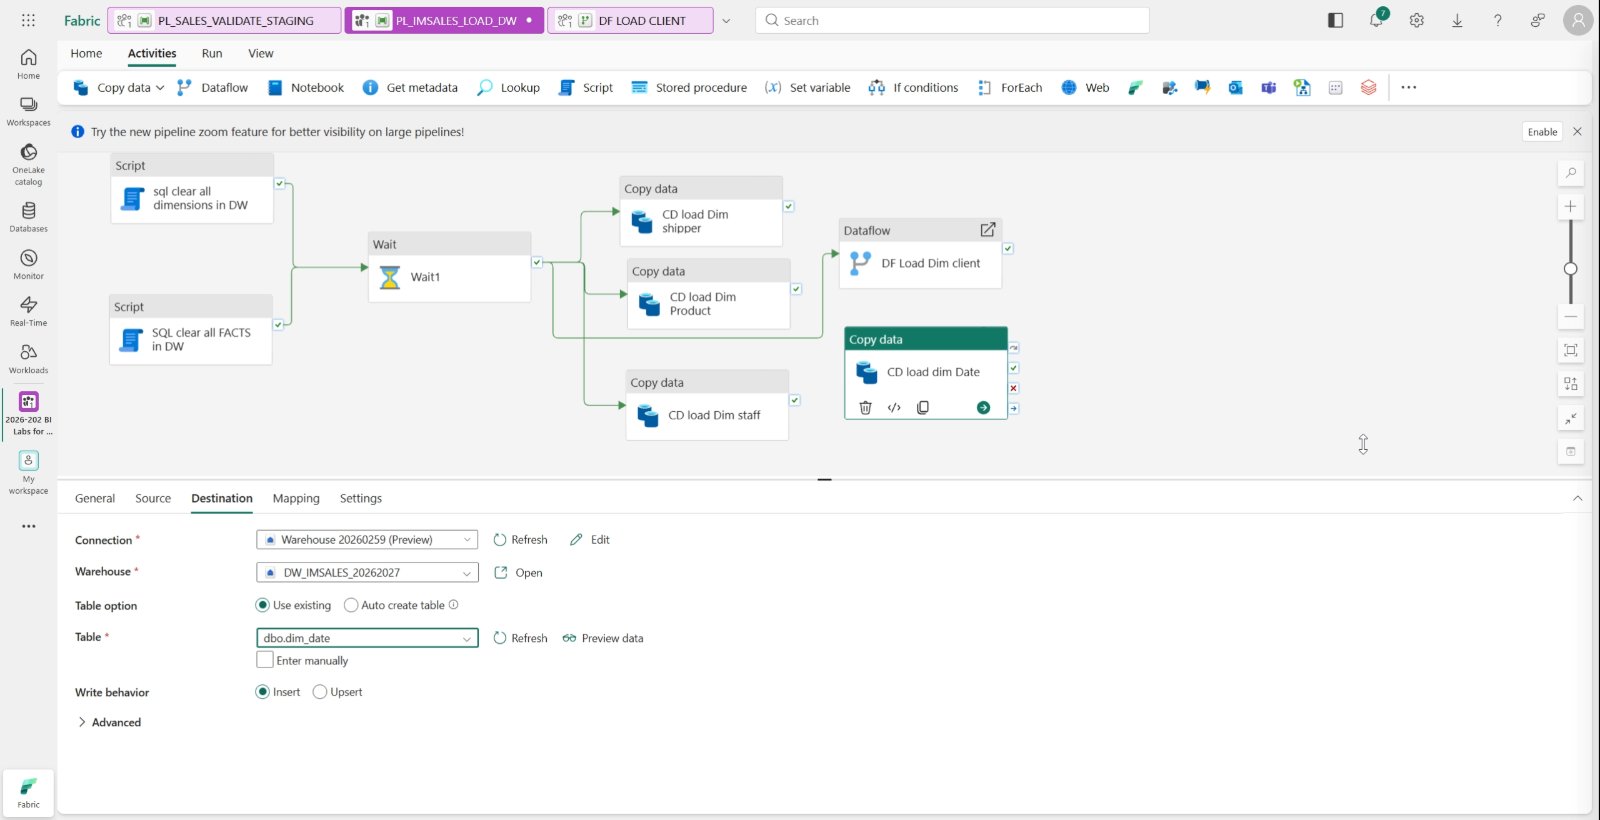 Fabric
PL_SALES_VALIDATE_STAGING
PL_IMSALES_LOAD_DW
DF LOAD CLIENT
Search
7
Home
Activities
Run
View
Copy data
Dataflow
Notebook
Get metadata
Lookup
Script
Stored procedure
(x) Set variable
If conditions
ForEach
Web
Try the new pipeline zoom feature for better visibility on large pipelines!
Enable
Home
Workspaces
OneLake
catalog
Databases
Monitor
Real-Time
Workloads
2026-202 BI
Labs for ...
My
workspace
Fabric
Script
sql clear all
dimensions in DW
Script
SQL clear all FACTS
in DW
Wait
Wait1
Copy data
CD load Dim
shipper
Copy data
CD load Dim
Product
Copy data
CD load Dim staff
Dataflow
DF Load Dim client
Copy data
CD load dim Date
General
Source
Destination
Mapping
Settings
Connection *
Warehouse 20260259 (Preview)
Refresh
Edit
Warehouse *
DW_IMSALES_20262027
Open
Table option
Use existing
Auto create table
Table *
dbo.dim_date
Refresh
Preview data
Enter manually
Write behavior
Insert
Upsert
Advanced